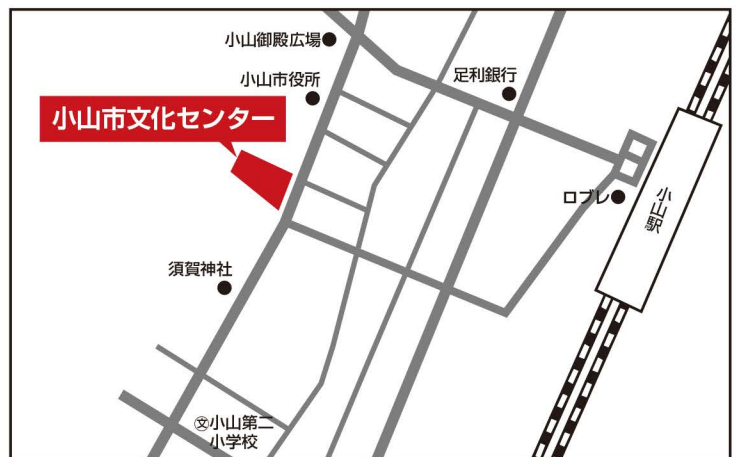 小山御殿広場
小山市役所
足利銀行
小山市文化センター
ロブレ
小山駅
須賀神社
文小山第二
小学校